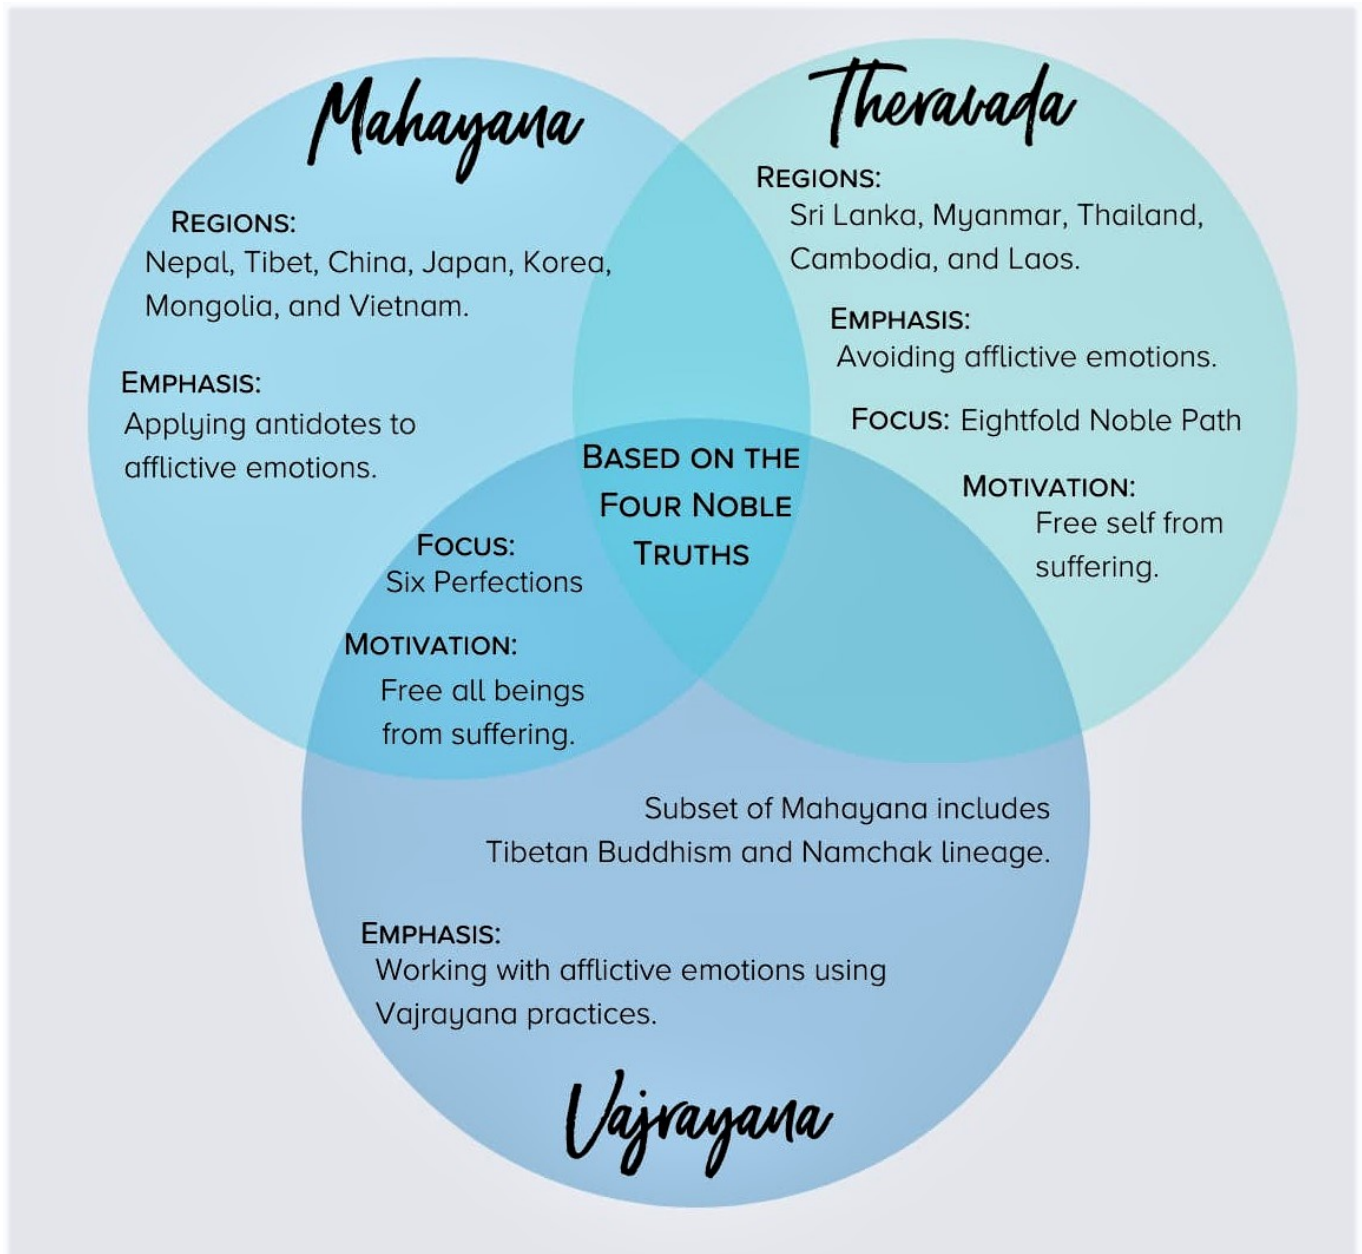 Mahayana
REGIONS:
Nepal, Tibet, China, Japan, Korea,
Mongolia, and Vietnam.
EMPHASIS:
Applying antidotes to
afflictive emotions.
Theravada
REGIONS:
Sri Lanka, Myanmar, Thailand,
Cambodia, and Laos.
EMPHASIS:
Avoiding afflictive emotions.
FOCUS: Eightfold Noble Path
MOTIVATION:
Free self from
suffering.
BASED ON THE
FOUR NOBLE
TRUTHS
FOCUS:
Six Perfections
MOTIVATION:
Free all beings
from suffering.
Subset of Mahayana includes
Tibetan Buddhism and Namchak lineage.
EMPHASIS:
Working with afflictive emotions using
Vajrayana practices.
Vajrayana